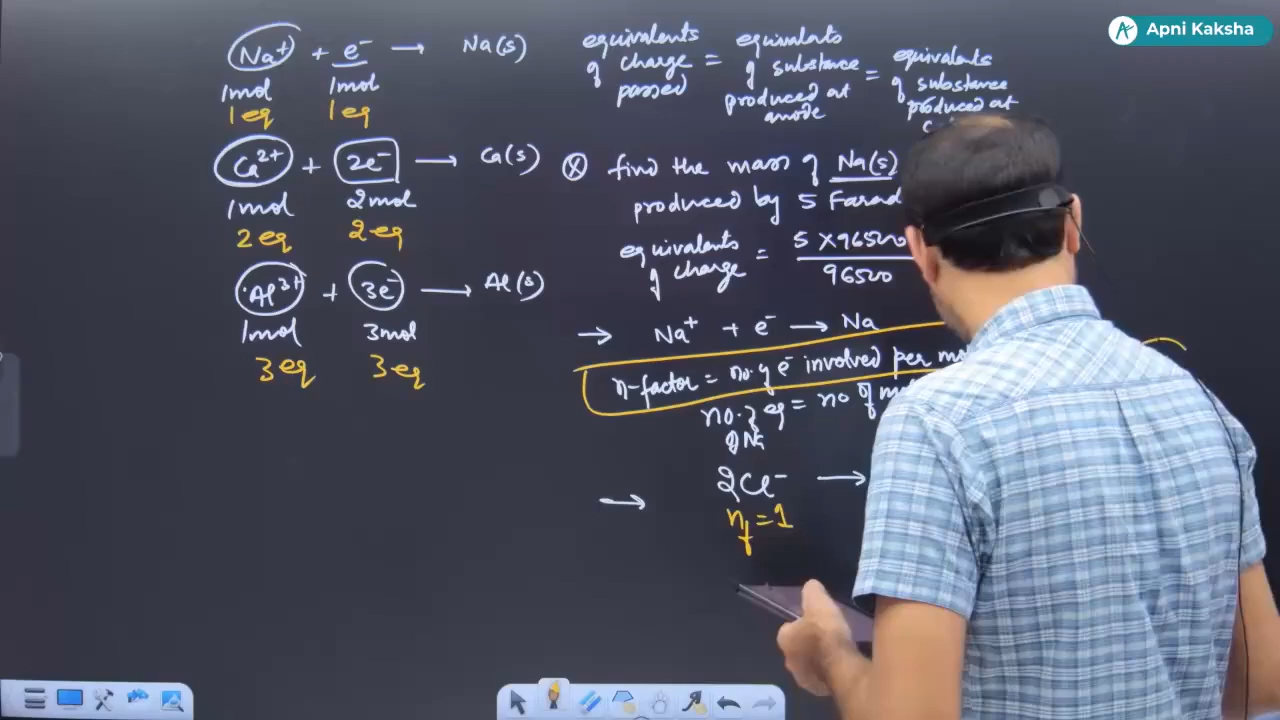 Apni Kaksha
Na⁺ + e⁻ → Na(s)
1mol 1mol
1eq 1eq
Ca²⁺ + 2e⁻ → Ca(s)
1mol 2mol
2eq 2eq
Al³⁺ + 3e⁻ → Al(s)
1mol 3mol
3eq 3eq
equivalents
of charge
passed
=
equivalents
of substance
produced at
anode
=
equivalents
of substance
produced at
find the mass of Na(s)
produced by 5 Farad
equivalents
of charge
= 5 × 96500
96500
→ Na⁺ + e⁻ → Na
n-factor = no. of e⁻ involved per
no. of eq = no of
of Na
→ 2Cl⁻ →
nf = 1